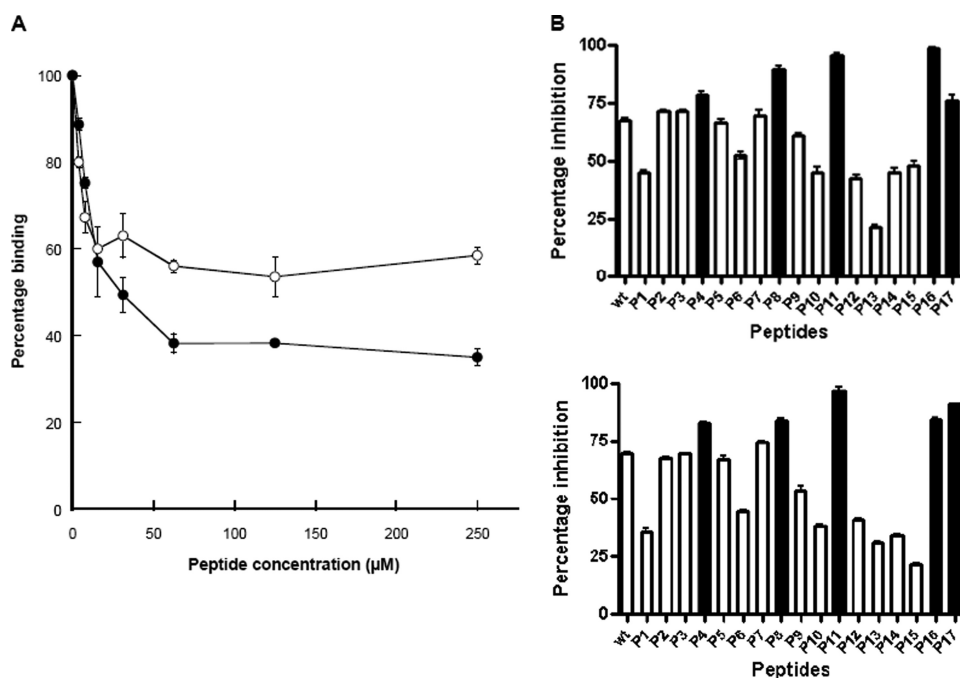 A
100
80
60
40
20
0
Percentage binding
0 50 100 150 200 250
Peptide concentration (µM)
B
100
75
50
25
0
Percentage inhibition
wt P1 P2 P3 P4 P5 P6 P7 P8 P9 P10 P11 P12 P13 P14 P15 P16 P17
Peptides
100
75
50
25
0
Percentage inhibition
wt P1 P2 P3 P4 P5 P6 P7 P8 P9 P10 P11 P12 P13 P14 P15 P16 P17
Peptides